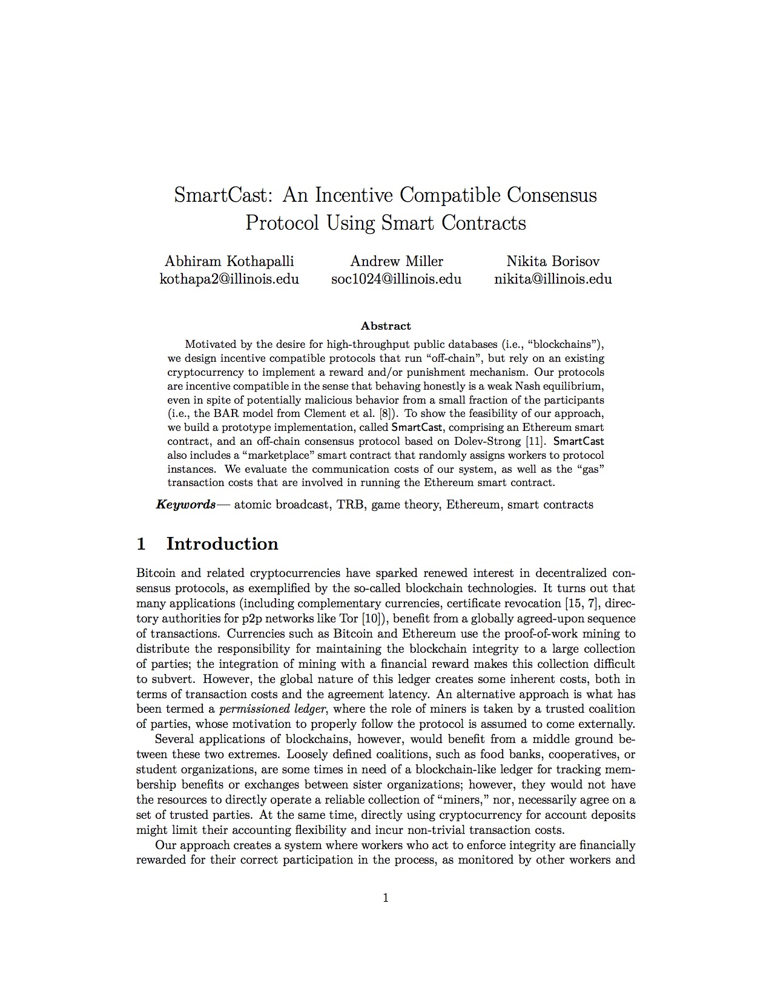 SmartCast: An Incentive Compatible Consensus
Protocol Using Smart Contracts
Abhiram Kothapalli Andrew Miller Nikita Borisov
kothapa2@illinois.edu soc1024@illinois.edu nikita@illinois.edu
Abstract
Motivated by the desire for high-throughput public databases (i.e., “blockchains”),
we design incentive compatible protocols that run “off-chain”, but rely on an existing
cryptocurrency to implement a reward and/or punishment mechanism. Our protocols
are incentive compatible in the sense that behaving honestly is a weak Nash equilibrium,
even in spite of potentially malicious behavior from a small fraction of the participants
(i.e., the BAR model from Clement et al. [8]). To show the feasibility of our approach,
we build a prototype implementation, called SmartCast, comprising an Ethereum smart
contract, and an off-chain consensus protocol based on Dolev-Strong [11]. SmartCast
also includes a “marketplace” smart contract that randomly assigns workers to protocol
instances. We evaluate the communication costs of our system, as well as the “gas”
transaction costs that are involved in running the Ethereum smart contract.
Keywords— atomic broadcast, TRB, game theory, Ethereum, smart contracts
1 Introduction
Bitcoin and related cryptocurrencies have sparked renewed interest in decentralized con-
sensus protocols, as exemplified by the so-called blockchain technologies. It turns out that
many applications (including complementary currencies, certificate revocation [15, 7], direc-
tory authorities for p2p networks like Tor [10]), benefit from a globally agreed-upon sequence
of transactions. Currencies such as Bitcoin and Ethereum use the proof-of-work mining to
distribute the responsibility for maintaining the blockchain integrity to a large collection
of parties; the integration of mining with a financial reward makes this collection difficult
to subvert. However, the global nature of this ledger creates some inherent costs, both in
terms of transaction costs and the agreement latency. An alternative approach is what has
been termed a permissioned ledger, where the role of miners is taken by a trusted coalition
of parties, whose motivation to properly follow the protocol is assumed to come externally.
Several applications of blockchains, however, would benefit from a middle ground be-
tween these two extremes. Loosely defined coalitions, such as food banks, cooperatives, or
student organizations, are some times in need of a blockchain-like ledger for tracking mem-
bership benefits or exchanges between sister organizations; however, they would not have
the resources to directly operate a reliable collection of “miners,” nor, necessarily agree on a
set of trusted parties. At the same time, directly using cryptocurrency for account deposits
might limit their accounting flexibility and incur non-trivial transaction costs.
Our approach creates a system where workers who act to enforce integrity are financially
rewarded for their correct participation in the process, as monitored by other workers and
1